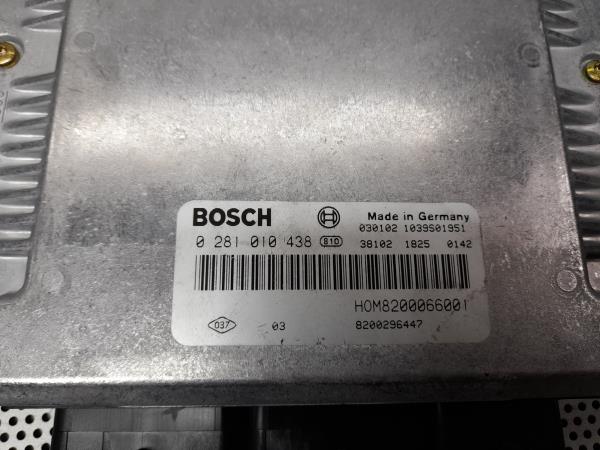 BOSCH Made in Germany
030102 1039S01951
0 281 010 438 810 38102 1825 0142
HOM8200066001
037 03 8200296447